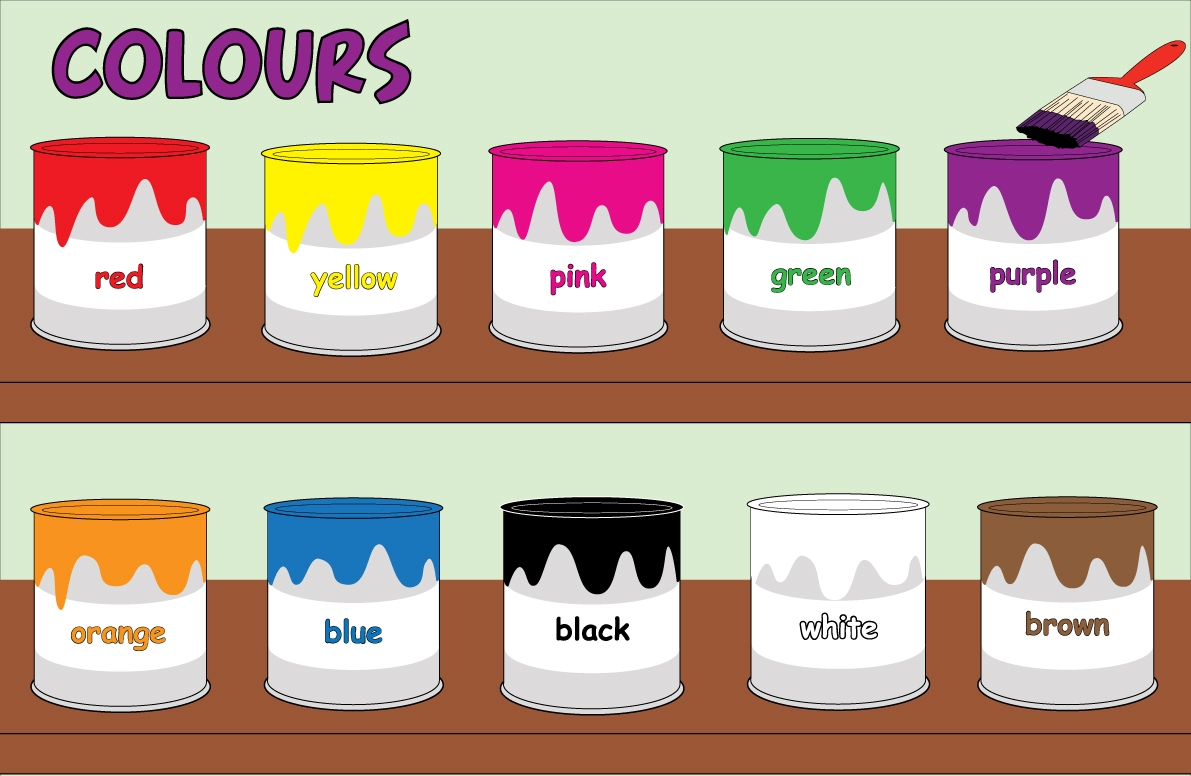 COLOURS
red
yellow
pink
green
purple
orange
blue
black
white
brown